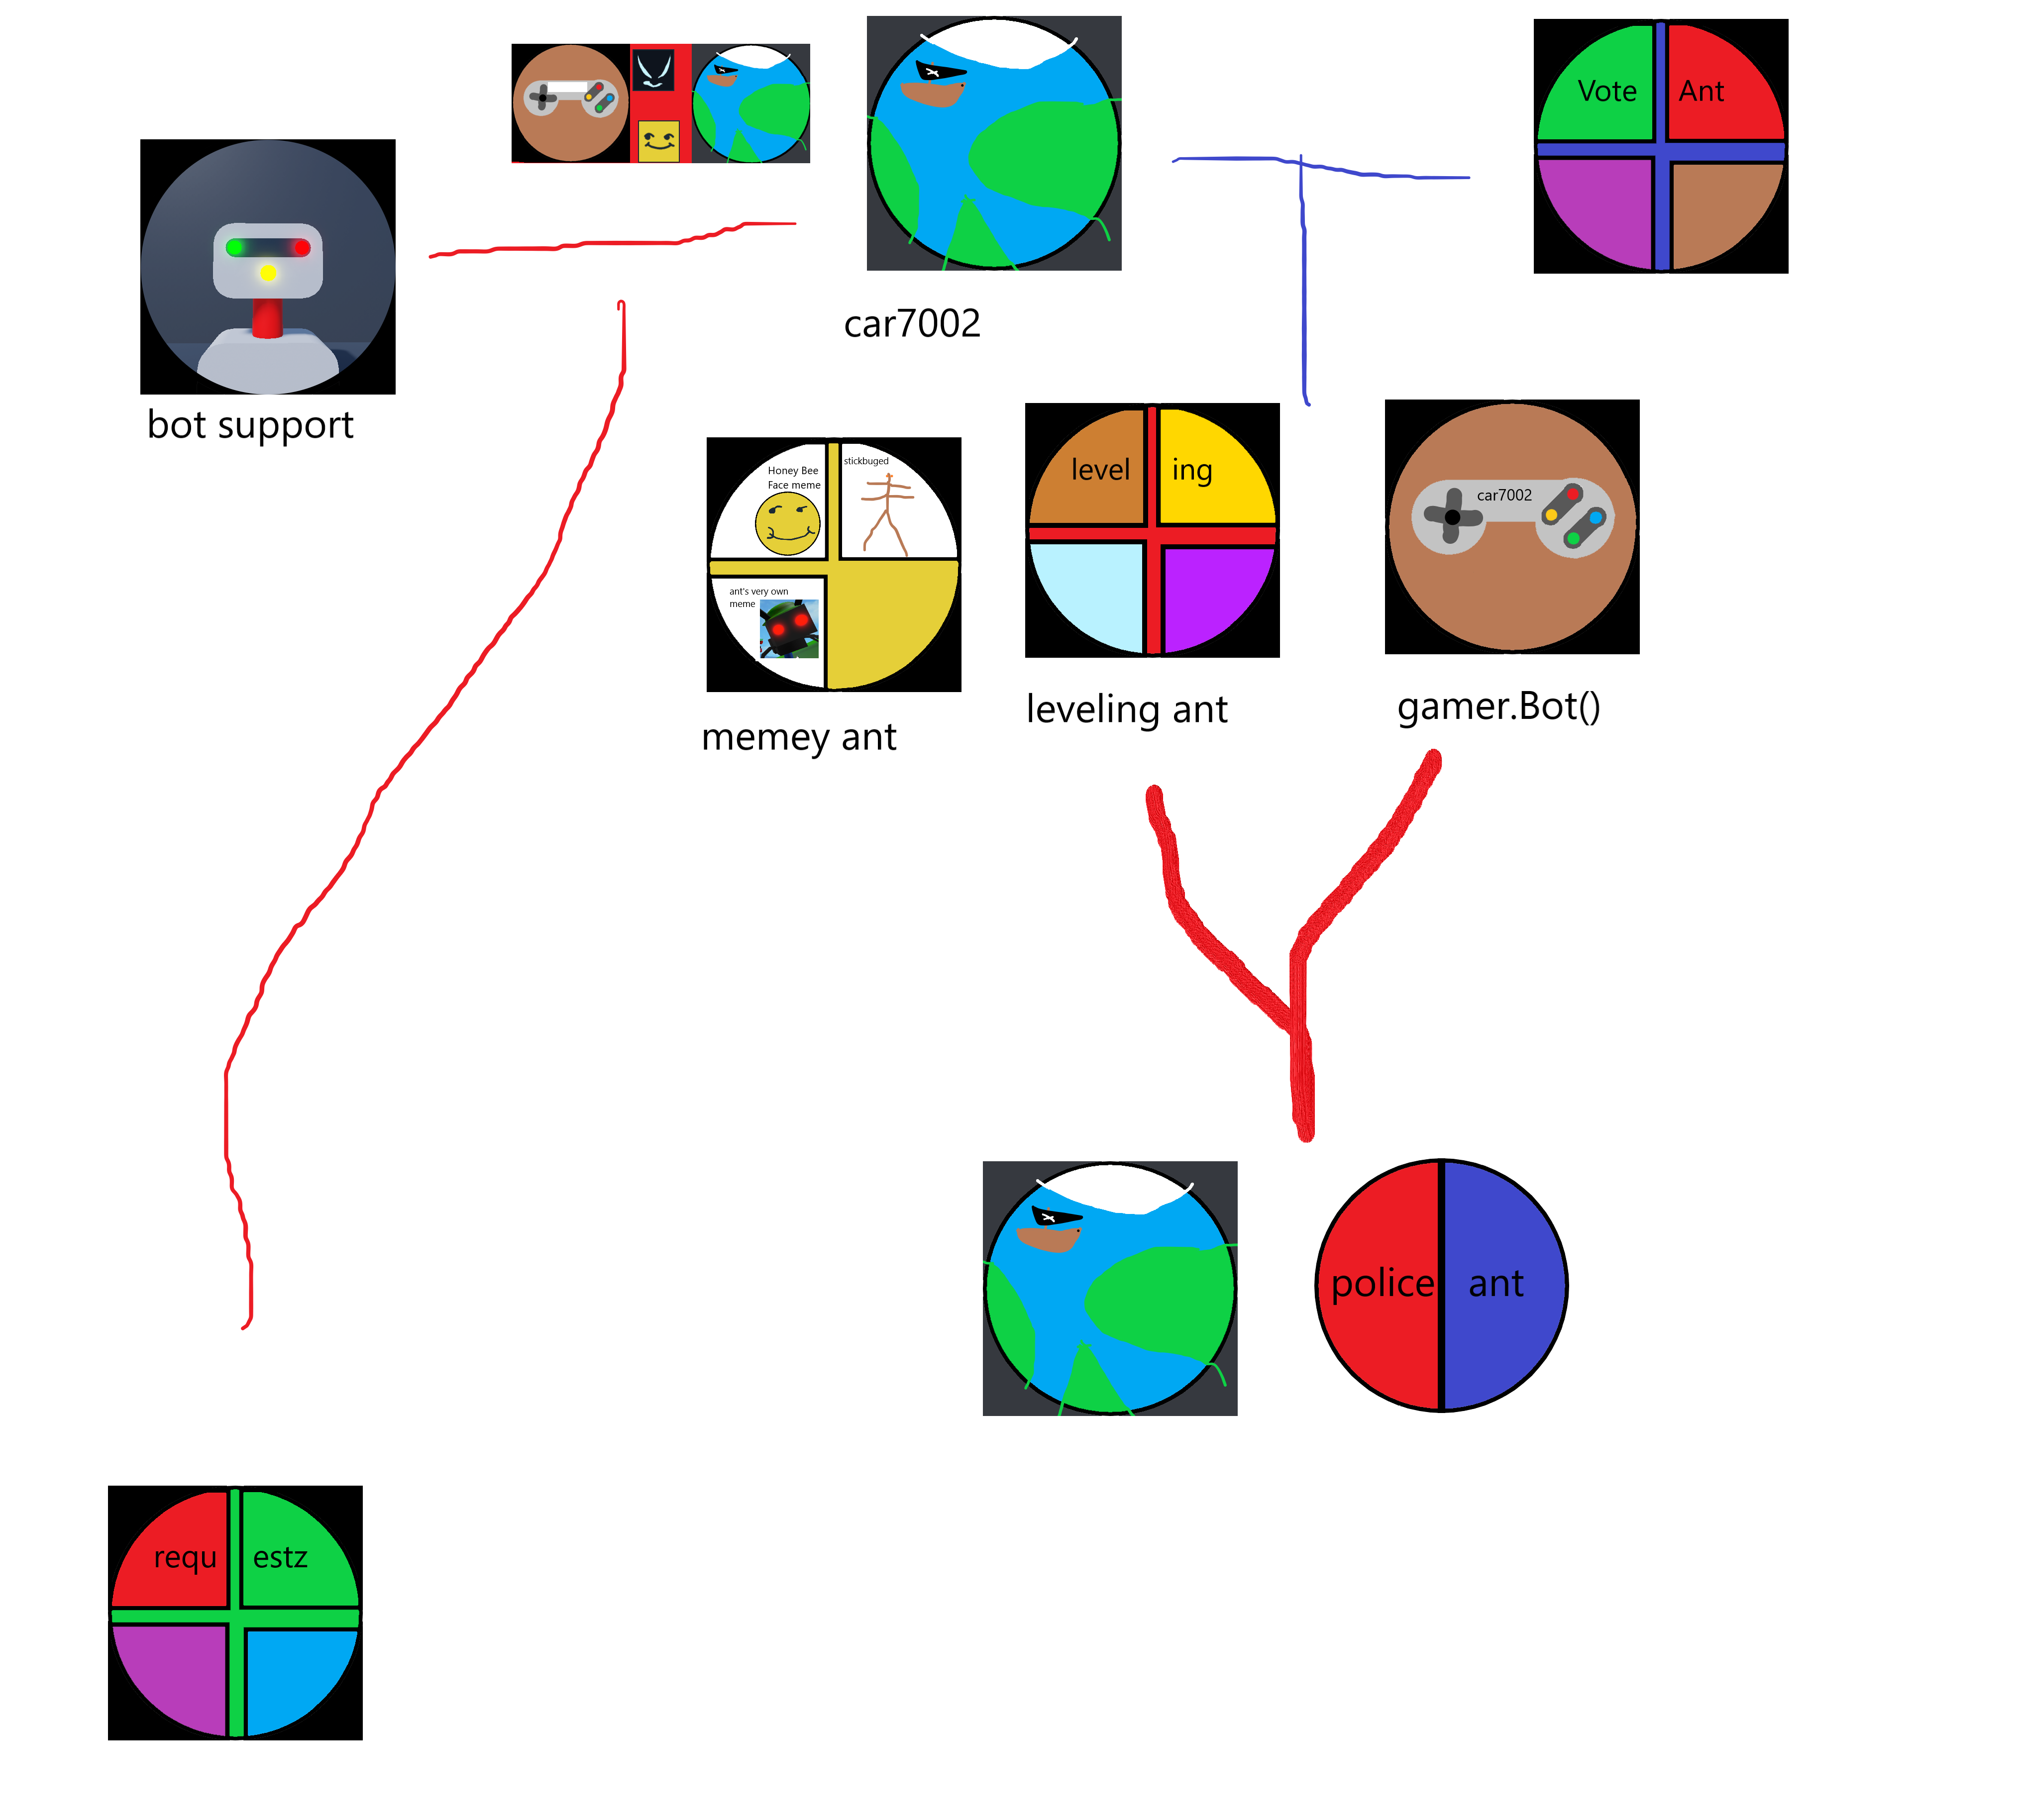 Vote Ant
car7002
bot support
Honey Bee
Face meme
stickbuged
ant's very own
meme
memey ant
level ing
leveling ant
car7002
gamer.Bot()
police ant
requ estz